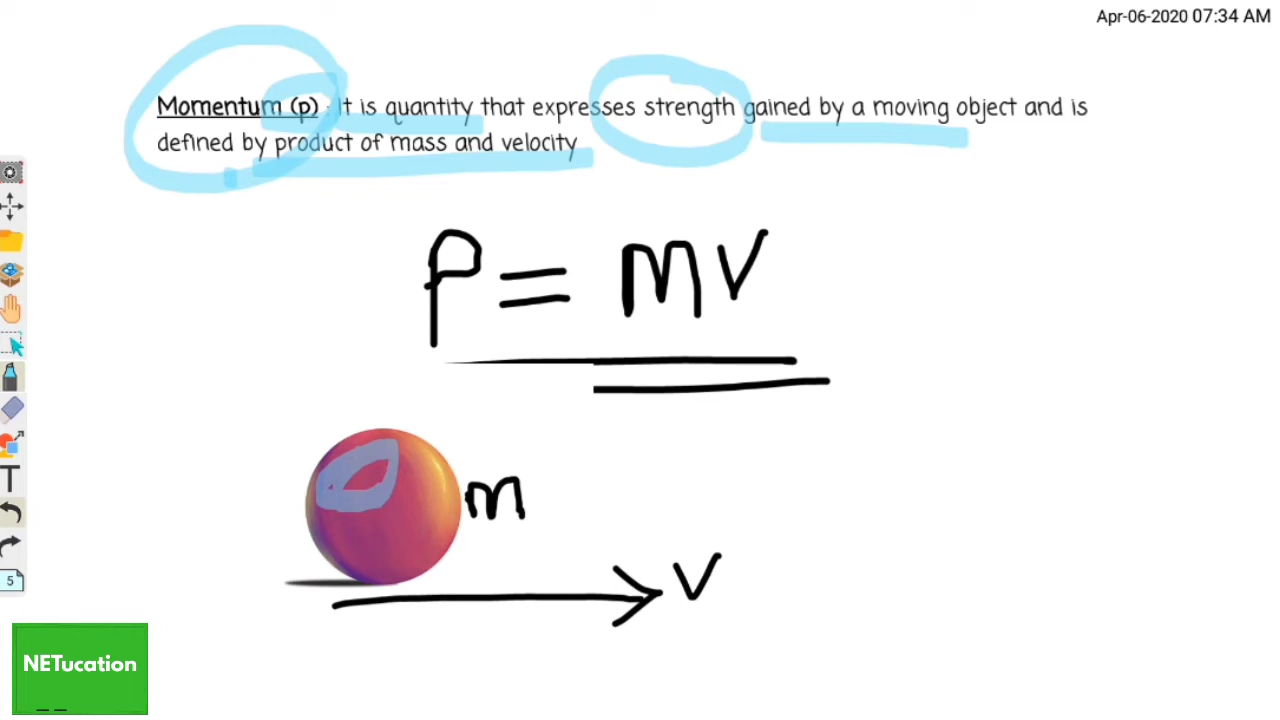 Apr-06-2020 07:34 AM
Momentum (p) : It is quantity that expresses strength gained by a moving object and is
defined by product of mass and velocity
P = mv
m
v
T
5
NETucation